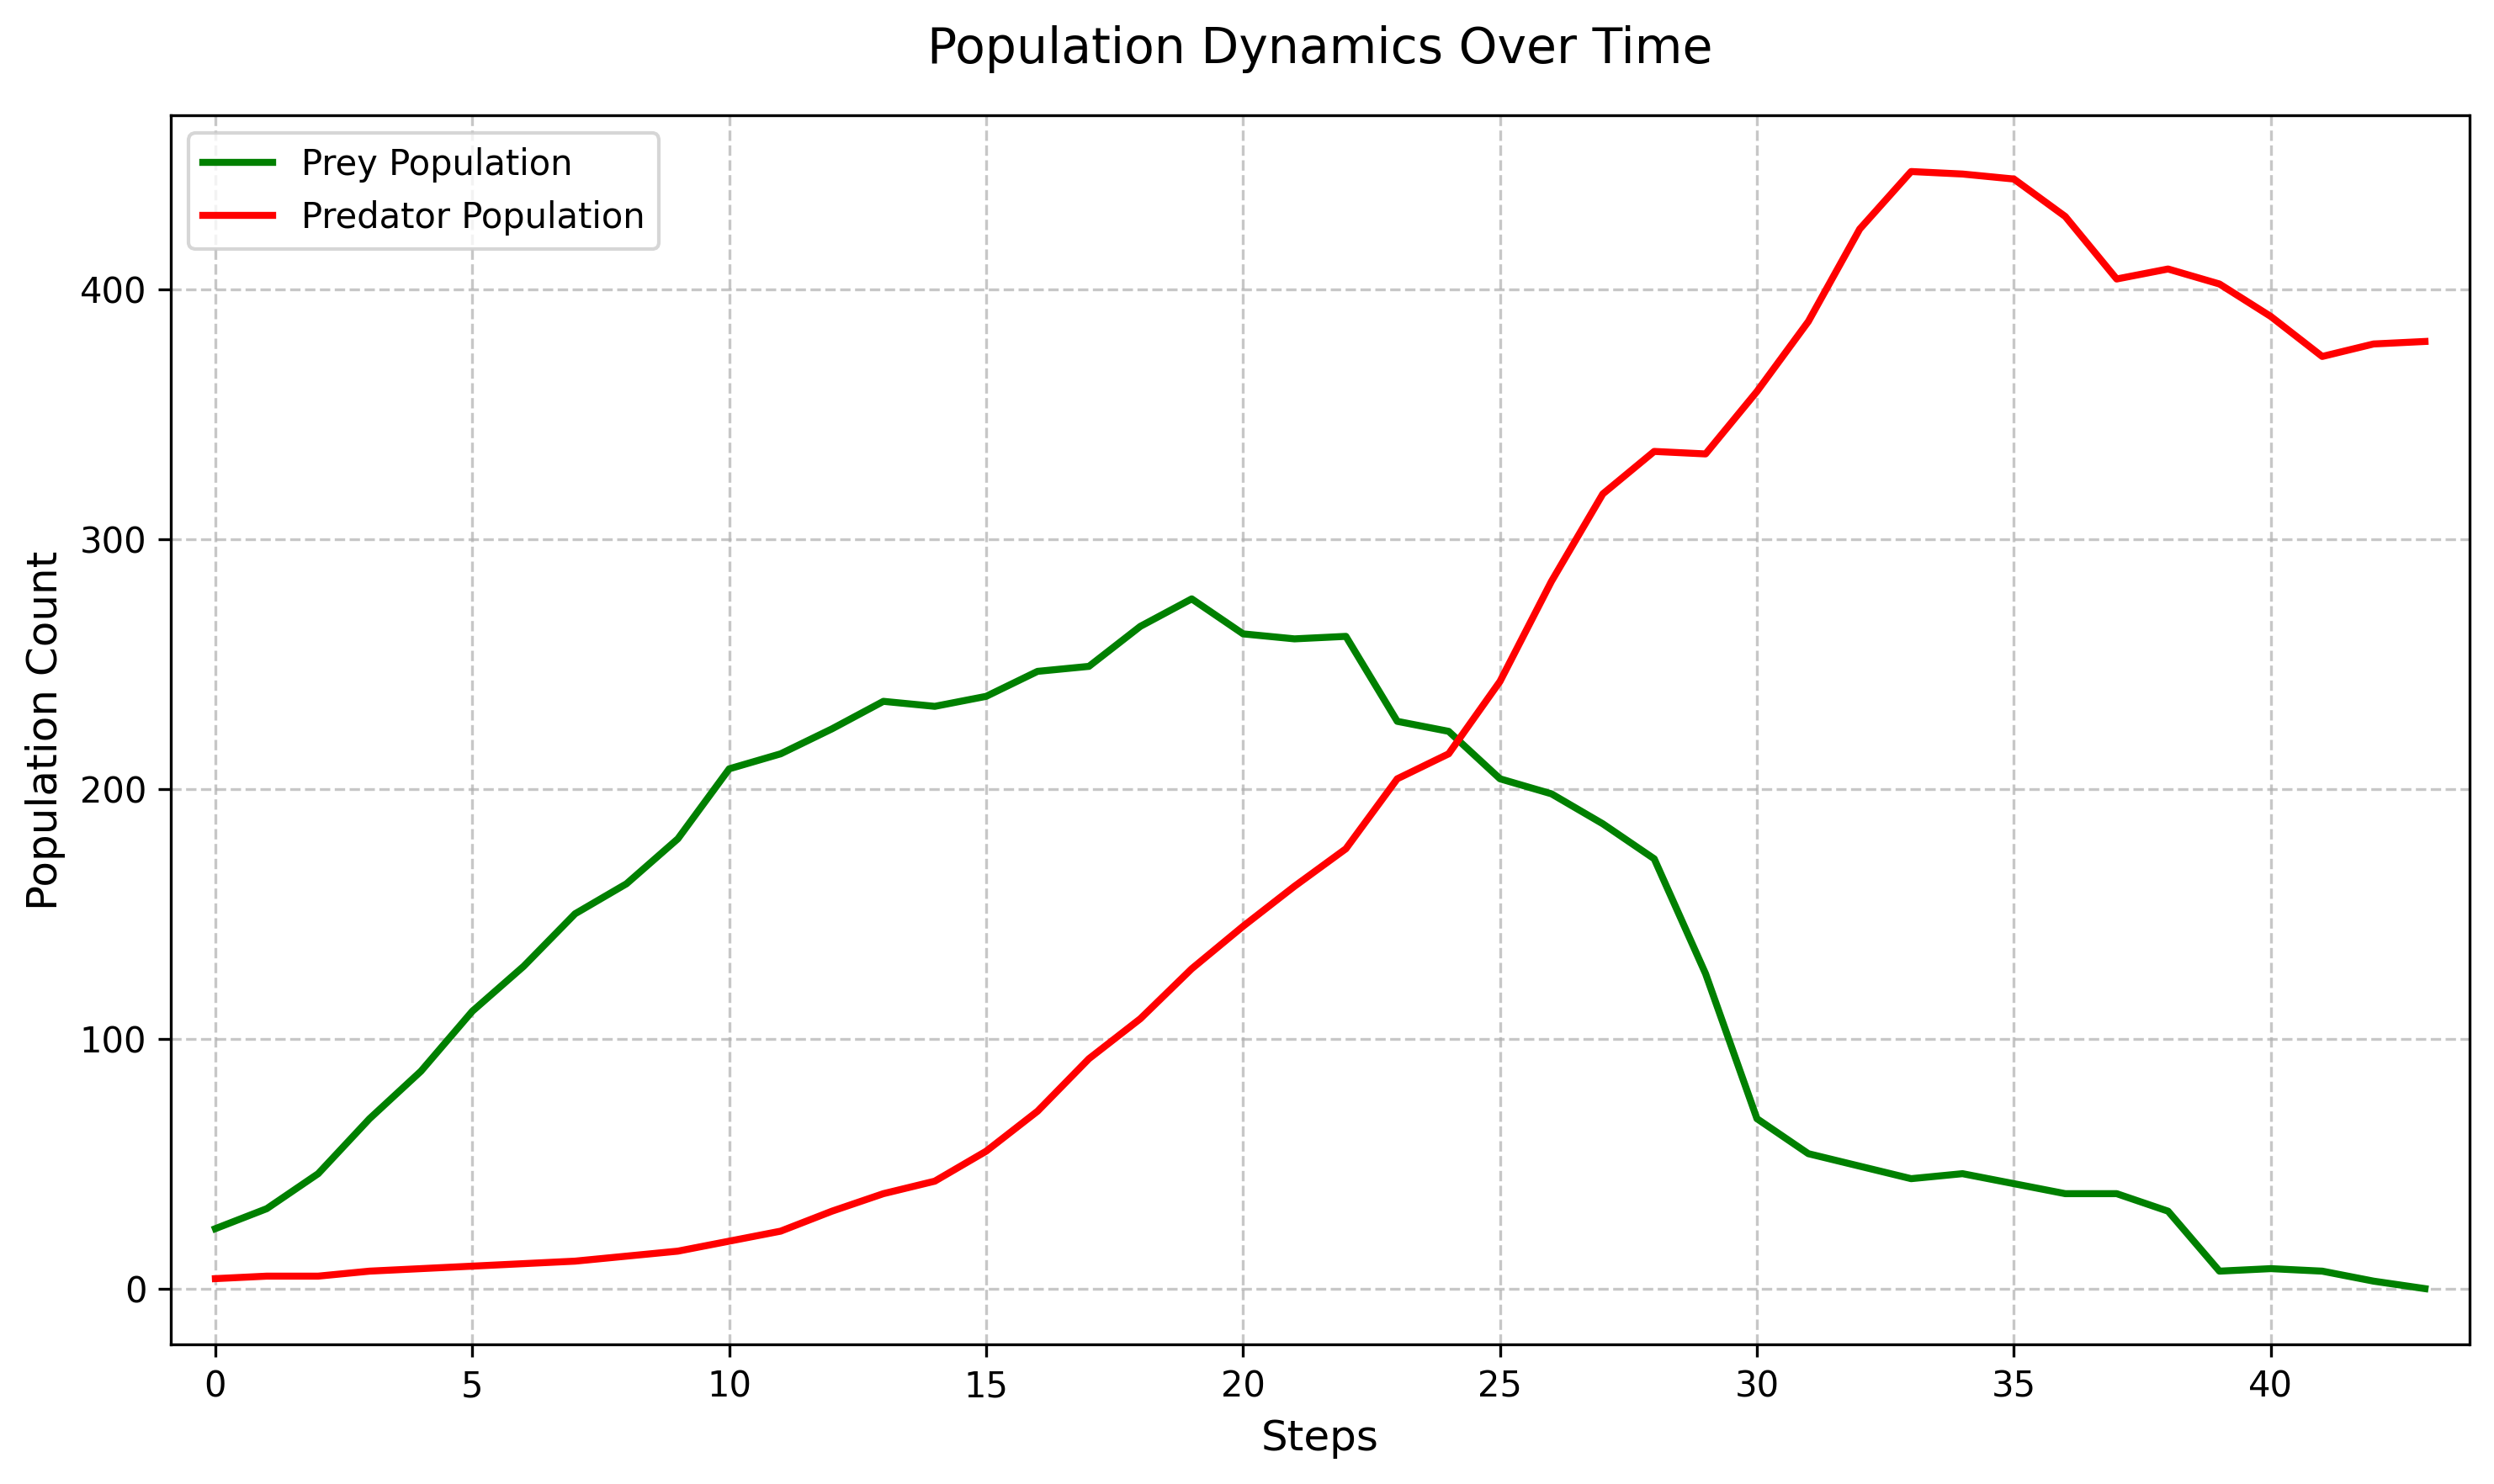 Population Dynamics Over Time
Prey Population
Predator Population
400
300
200
100
0
Population Count
0 5 10 15 20 25 30 35 40
Steps